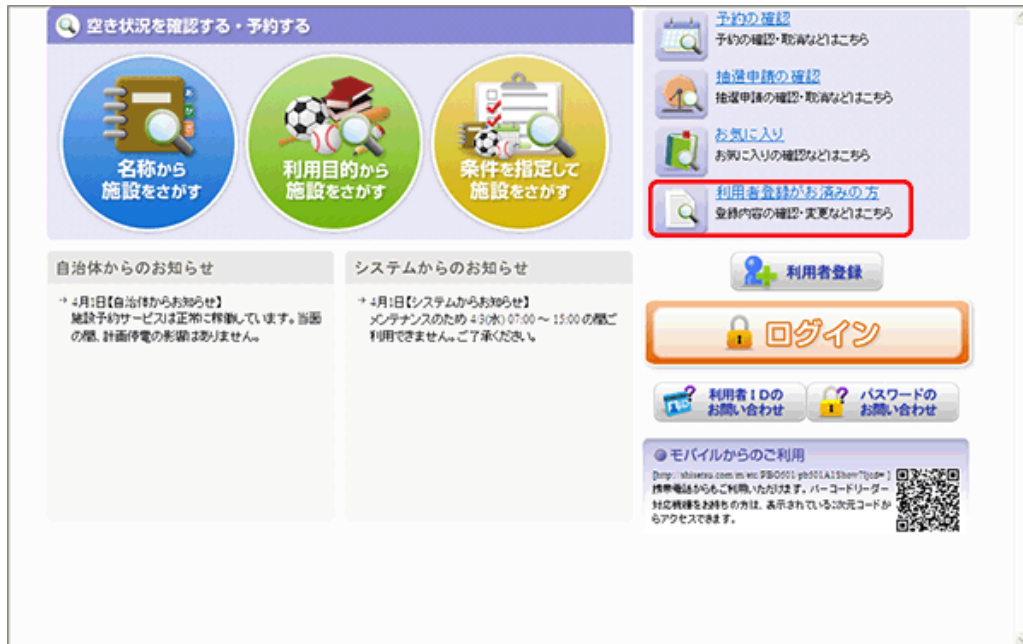 空き状況を確認する・予約する
名称から
施設をさがす
利用目的から
施設をさがす
条件を指定して
施設をさがす
予約の確認
予約の確認・取消などはこちら
抽選申請の確認
抽選申請の確認・取消などはこちら
お気に入り
お気に入りの確認などはこちら
利用者登録がお済みの方
登録内容の確認・変更などはこちら
自治体からのお知らせ
4月1日【自治体からお知らせ】
施設予約サービスは正常に稼働しています。当面
の間、計画停電の影響はありません。
システムからのお知らせ
4月1日【システムからお知らせ】
メンテナンスのため 4/3(水) 07:00 ～ 15:00 の間ご
利用できません。ご了承ください。
利用者登録
ログイン
利用者IDの
お問い合わせ
パスワードの
お問い合わせ
モバイルからのご利用
携帯電話からもご利用いただけます。バーコードリーダー
対応機種をお持ちの方は、表示されている2次元コードか
らアクセスできます。